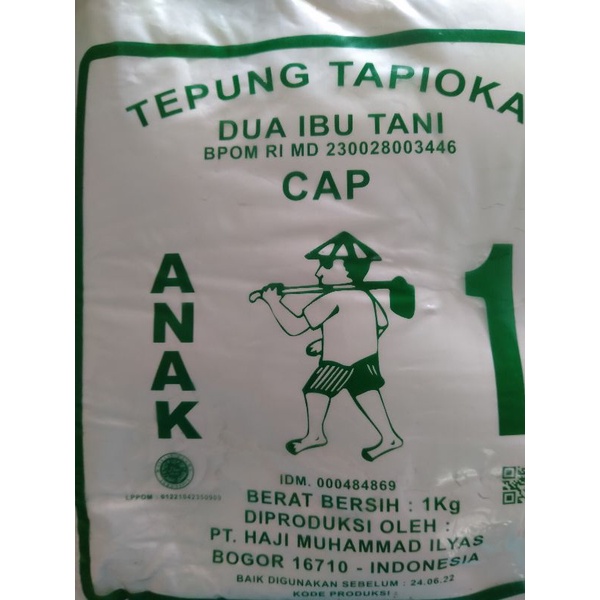 TEPUNG TAPIOKA
DUA IBU TANI
BPOM RI MD 230028003446
CAP
ANAK
1
IDM. 000484869
BERAT BERSIH : 1Kg
DIPRODUKSI OLEH :
PT. HAJI MUHAMMAD ILYAS
BOGOR 16710 - INDONESIA
BAIK DIGUNAKAN SEBELUM : 24.06.22
KODE PRODUKSI :
LPPOM :